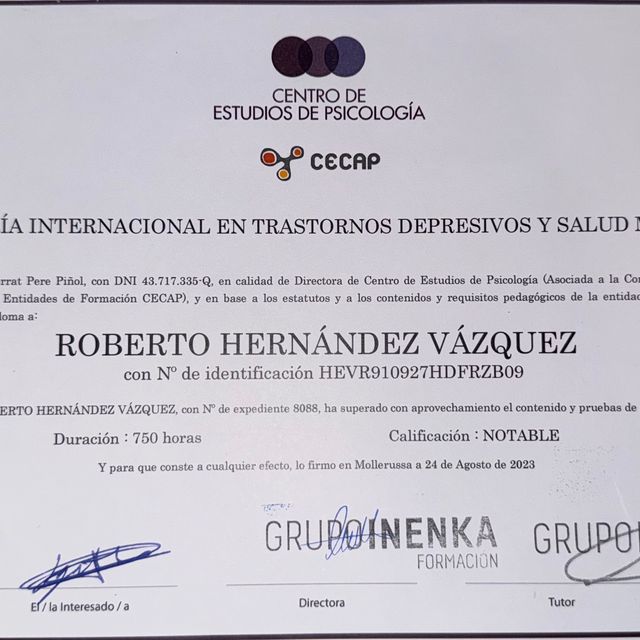 CENTRO DE
ESTUDIOS DE PSICOLOGÍA
CECAP
ÍA INTERNACIONAL EN TRASTORNOS DEPRESIVOS Y SALUD M
rrat Pere Piñol, con DNI 43.717.335-Q, en calidad de Directora de Centro de Estudios de Psicología (Asociada a la Con
Entidades de Formación CECAP), y en base a los estatutos y a los contenidos y requisitos pedagógicos de la entidad
loma a:
ROBERTO HERNÁNDEZ VÁZQUEZ
con Nº de identificación HEVR910927HDFRZB09
ERTO HERNÁNDEZ VÁZQUEZ, con Nº de expediente 8088, ha superado con aprovechamiento el contenido y pruebas de
Duración : 750 horas Calificación : NOTABLE
Y para que conste a cualquier efecto, lo firmo en Mollerussa a 24 de Agosto de 2023
GRUPOINENKA GRUPOI
FORMACIÓN
El / la Interesado / a Directora Tutor